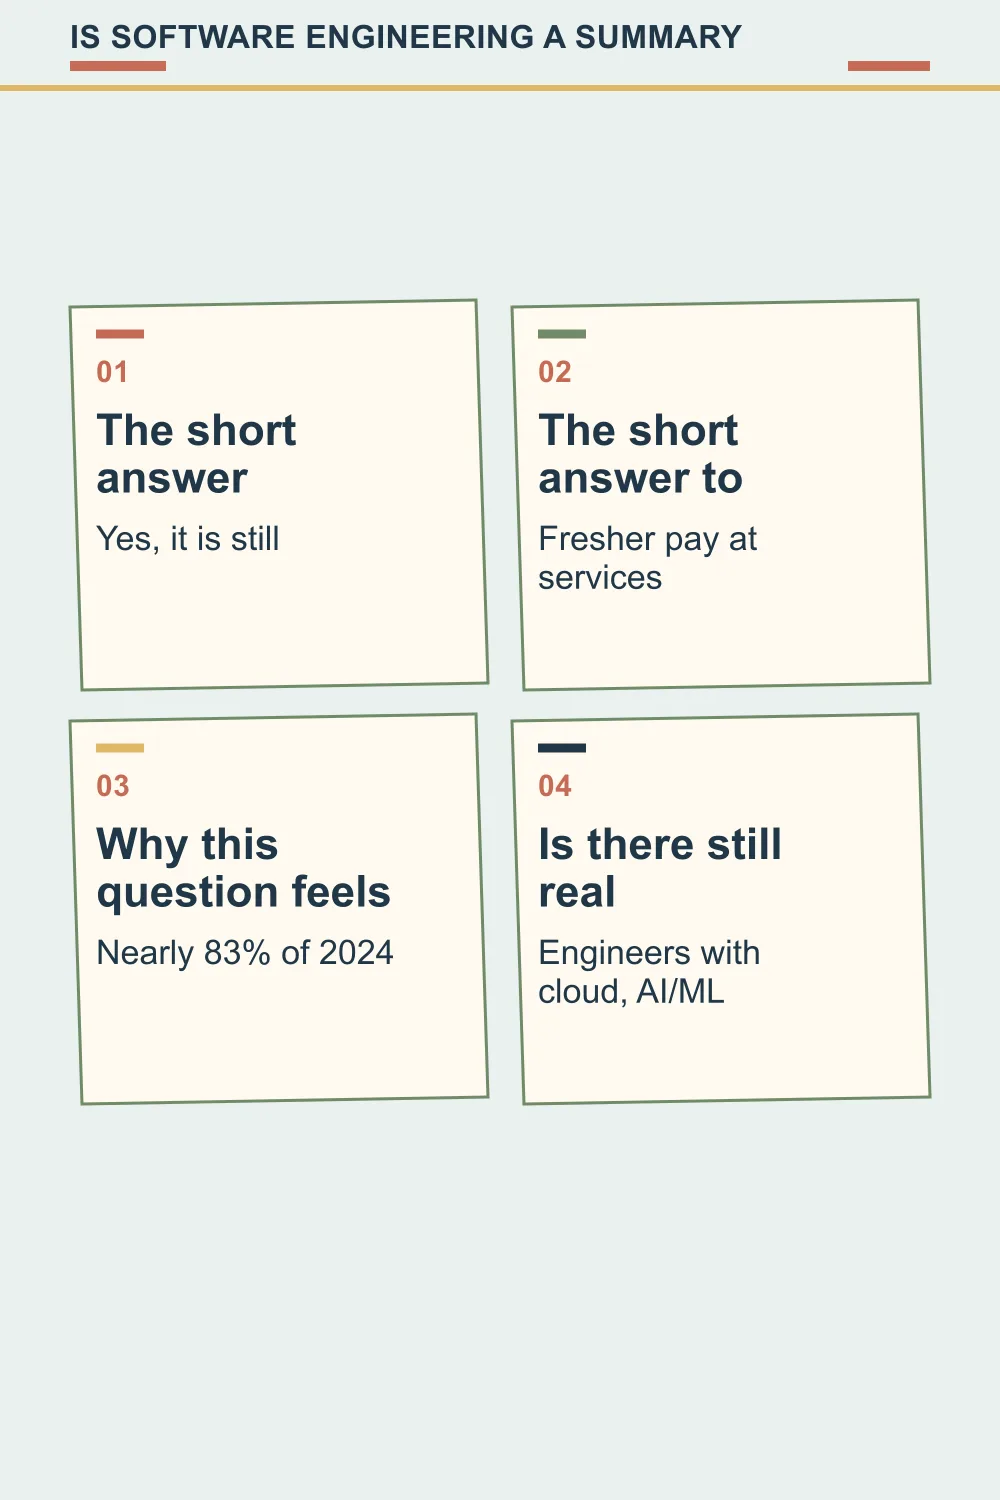 IS SOFTWARE ENGINEERING A SUMMARY
01
The short
answer
Yes, it is still
02
The short
answer to
Fresher pay at
services
03
Why this
question feels
Nearly 83% of 2024
04
Is there still
real
Engineers with
cloud, AI/ML